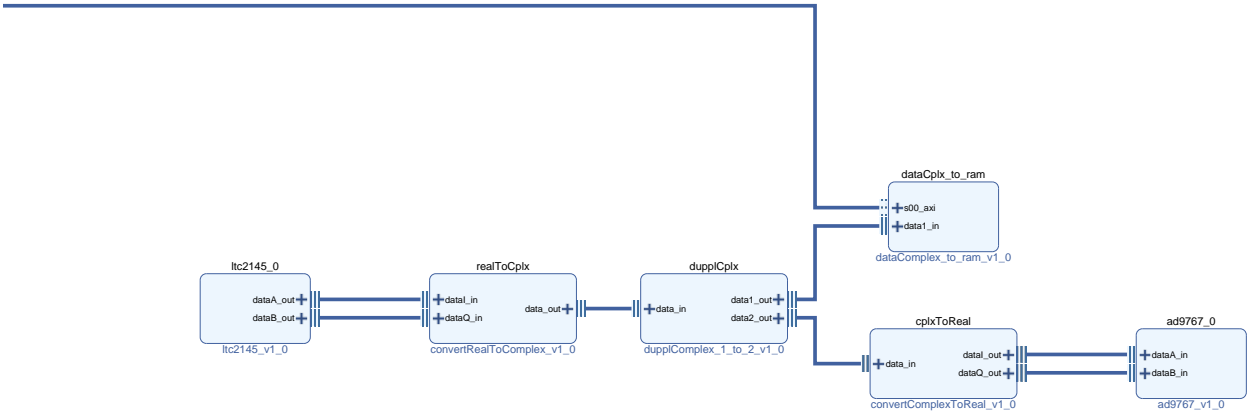 dataCplx_to_ram
s00_axi
data1_in
dataComplex_to_ram_v1_0
ltc2145_0
dataA_out
dataB_out
ltc2145_v1_0
realToCplx
dataI_in
dataQ_in
data_out
convertRealToComplex_v1_0
dupplCplx
data_in
data1_out
data2_out
dupplComplex_1_to_2_v1_0
cplxToReal
data_in
dataI_out
dataQ_out
convertComplexToReal_v1_0
ad9767_0
dataA_in
dataB_in
ad9767_v1_0